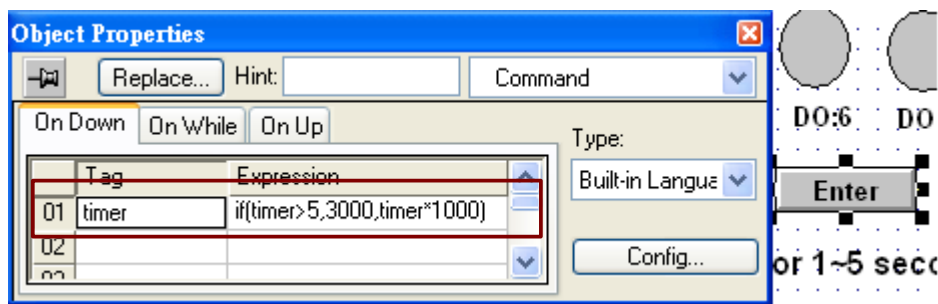 Object Properties
Replace... Hint: Command
On Down On While On Up
Type:
Tag Expression
Built-in Langua
01 timer if(timer>5,3000,timer*1000)
02
Config...
DO:6 DO
Enter
or 1~5 sec